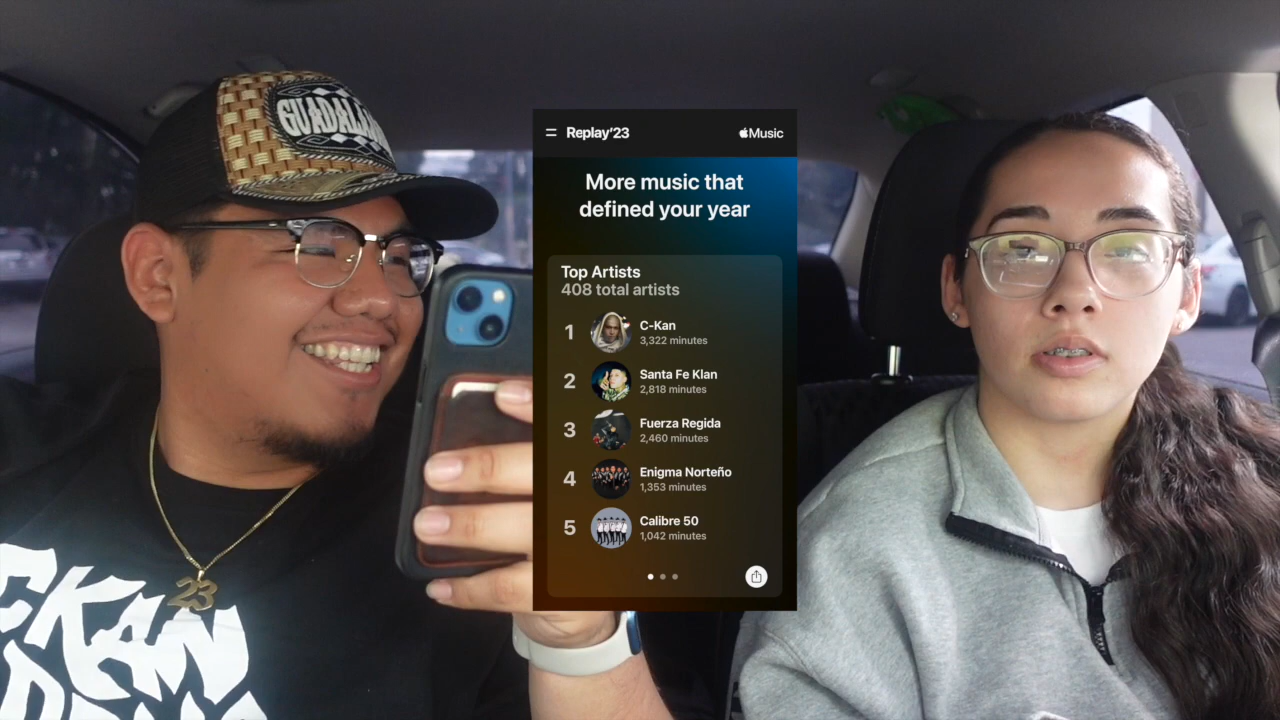 GUADALA
Replay'23
Music
More music that
defined your year
Top Artists
408 total artists
1
C-Kan
3,322 minutes
2
Santa Fe Klan
2,818 minutes
3
Fuerza Regida
2,460 minutes
4
Enigma Norteño
1,353 minutes
5
Calibre 50
1,042 minutes
23
KAN